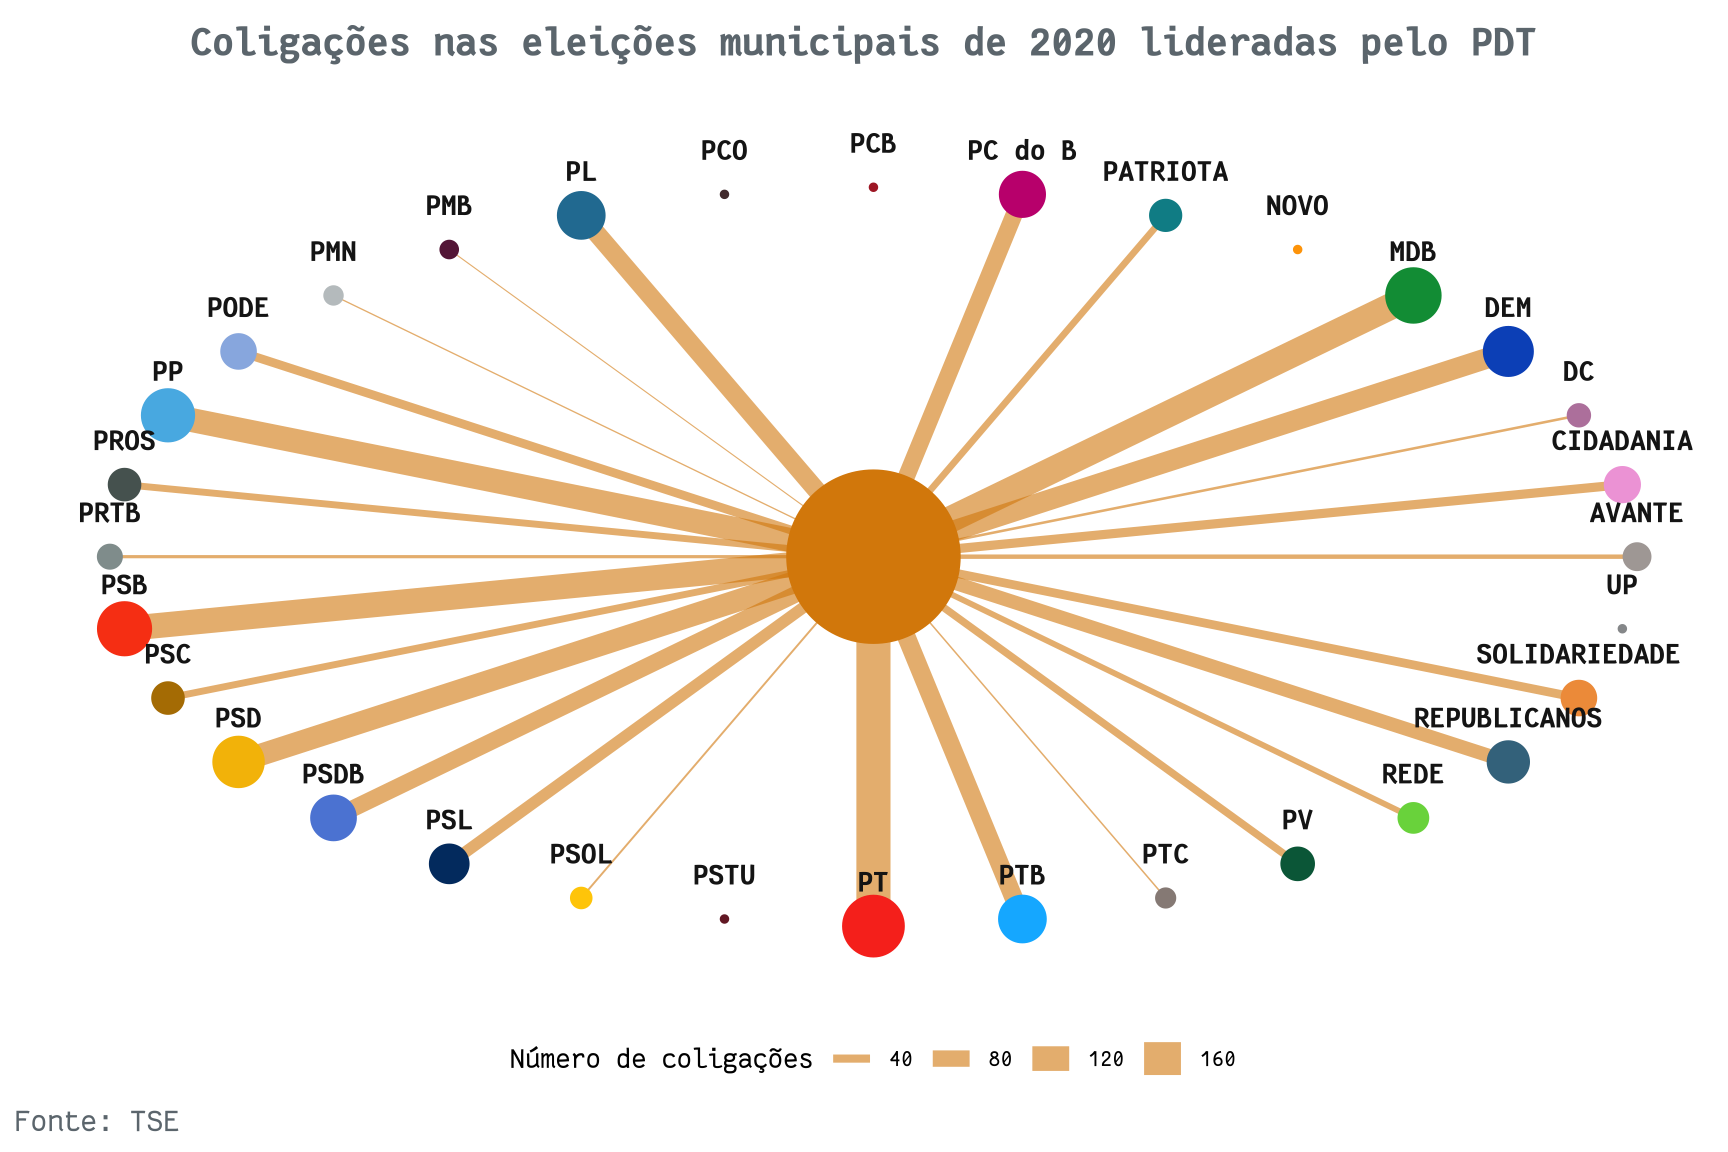 Coligações nas eleições municipais de 2020 lideradas pelo PDT
PCB
PCO
PC do B
PL
PATRIOTA
PMB
NOVO
PMN
MDB
PODE
DEM
PP
DC
PROS
CIDADANIA
PRTB
AVANTE
PSB
UP
PSC
SOLIDARIEDADE
PSD
REPUBLICANOS
PSDB
REDE
PSL
PV
PSOL
PTC
PSTU
PTB
PT
Número de coligações 40 80 120 160
Fonte: TSE